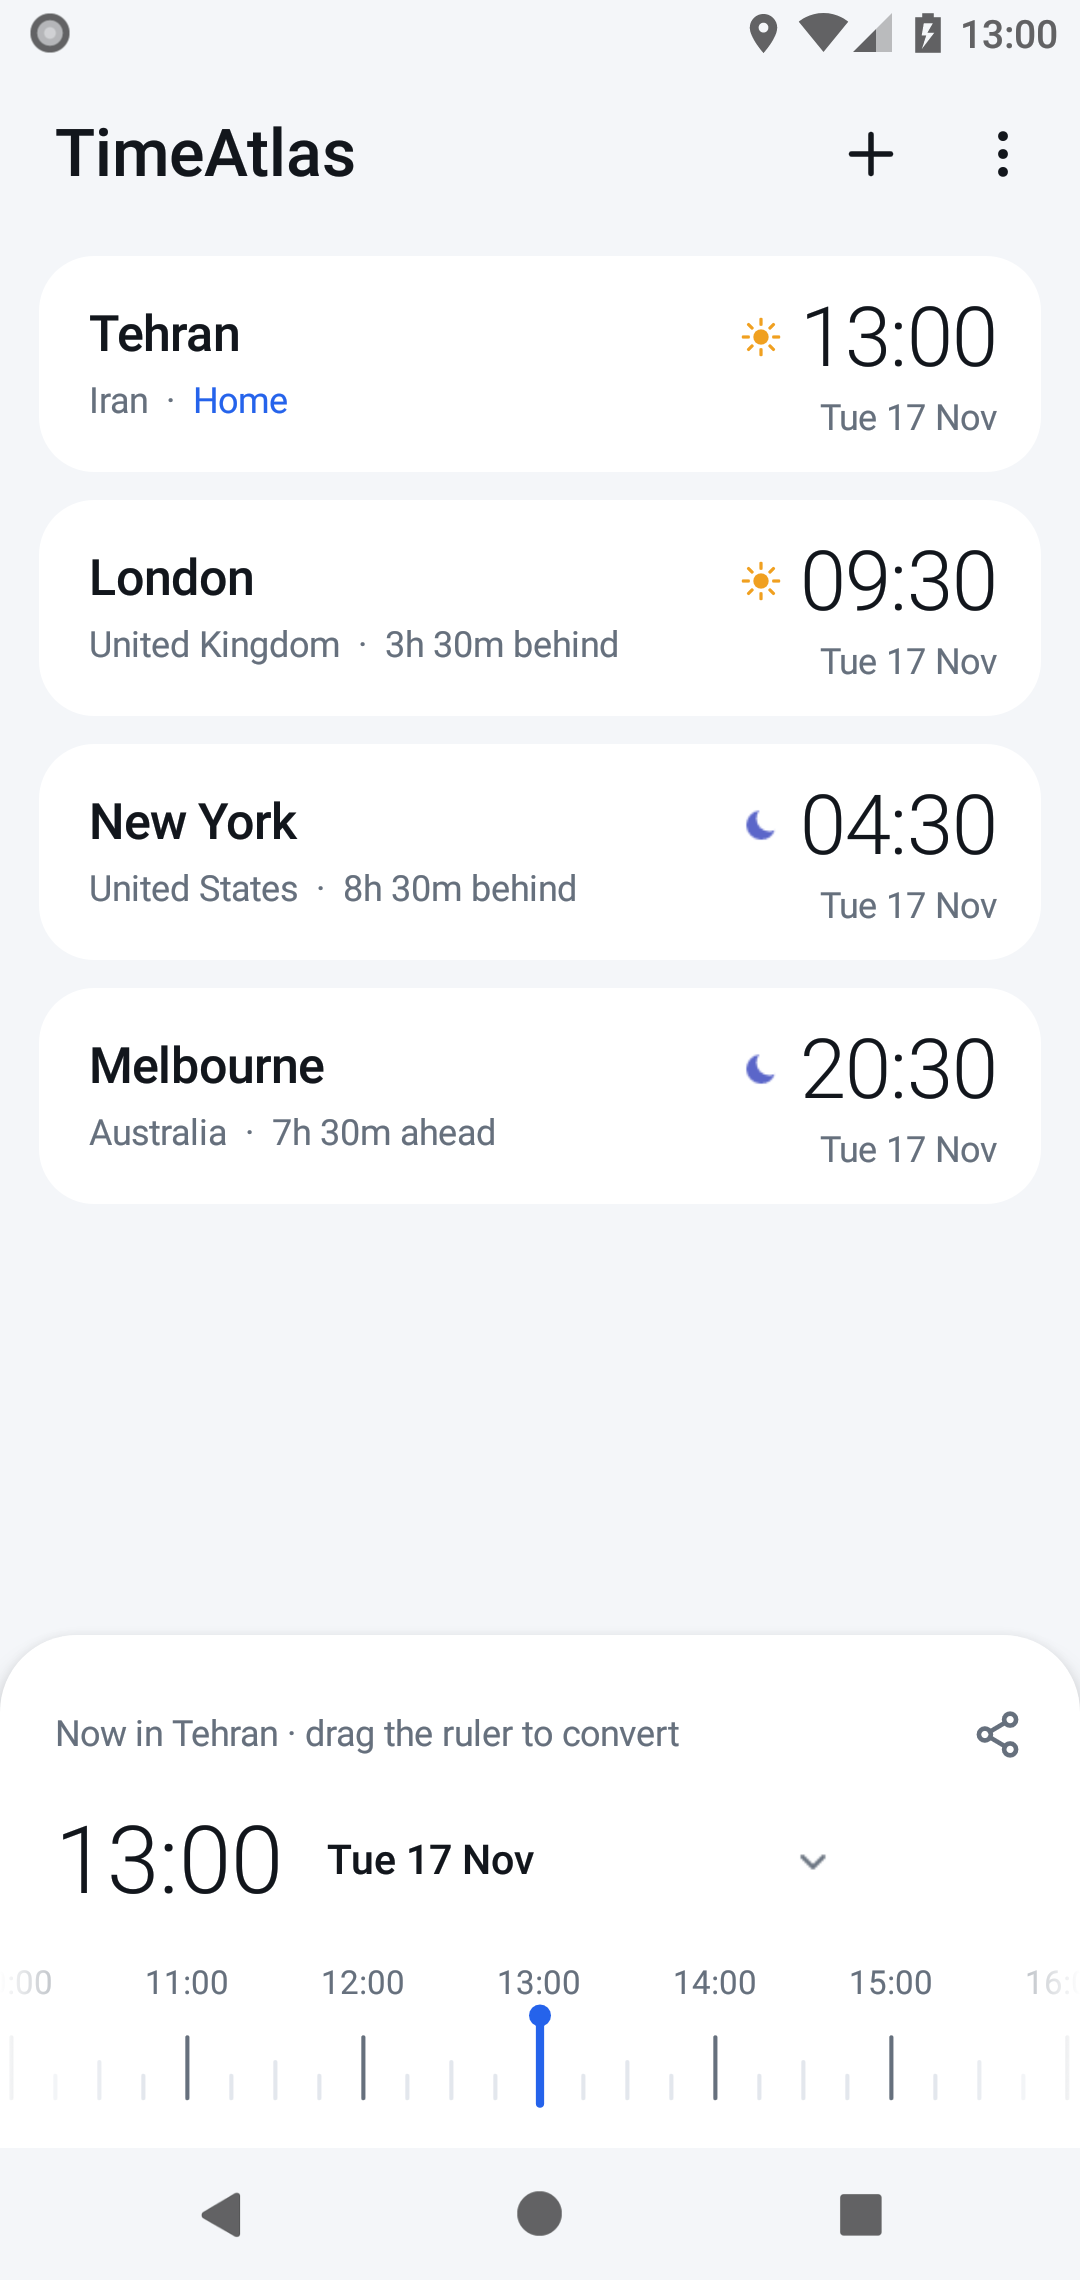 13:00
TimeAtlas
Tehran
13:00
Iran · Home
Tue 17 Nov
London
09:30
United Kingdom · 3h 30m behind
Tue 17 Nov
New York
04:30
United States · 8h 30m behind
Tue 17 Nov
Melbourne
20:30
Australia · 7h 30m ahead
Tue 17 Nov
Now in Tehran · drag the ruler to convert
13:00 Tue 17 Nov
:00 11:00 12:00 13:00 14:00 15:00 16: